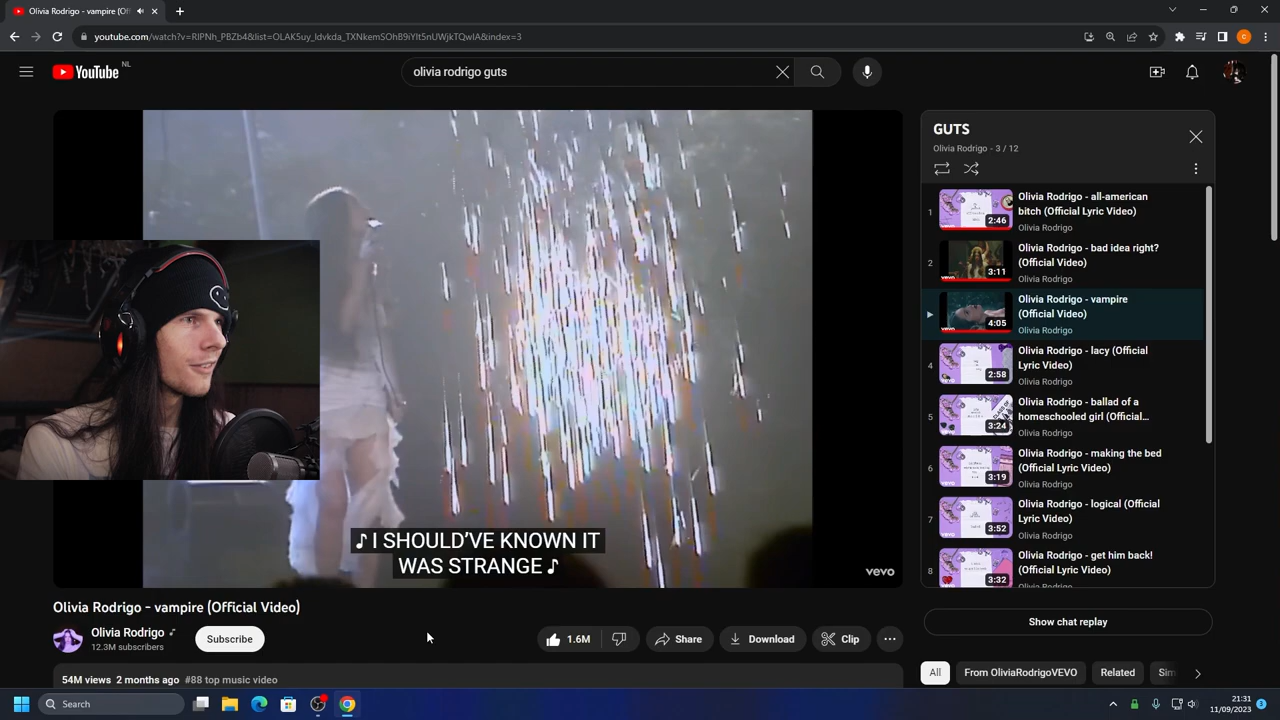 Olivia Rodrigo - vampire (Of
youtube.com/watch?v=RlPNh_PBZb4&list=OLAK5uy_ldvkda_TXNkemSOhB9iYIt5nUWjkTQwIA&index=3
YouTube NL
olivia rodrigo guts
GUTS
Olivia Rodrigo - 3 / 12
1
2:46
Olivia Rodrigo - all-american
bitch (Official Lyric Video)
Olivia Rodrigo
2
3:11
Olivia Rodrigo - bad idea right?
(Official Video)
Olivia Rodrigo
4:05
Olivia Rodrigo - vampire
(Official Video)
Olivia Rodrigo
4
2:58
Olivia Rodrigo - lacy (Official
Lyric Video)
Olivia Rodrigo
5
3:24
Olivia Rodrigo - ballad of a
homeschooled girl (Official...
Olivia Rodrigo
6
3:19
Olivia Rodrigo - making the bed
(Official Lyric Video)
Olivia Rodrigo
7
3:52
Olivia Rodrigo - logical (Official
Lyric Video)
Olivia Rodrigo
8
3:32
Olivia Rodrigo - get him back!
(Official Lyric Video)
♪ I SHOULD'VE KNOWN IT
WAS STRANGE ♪
vevo
Olivia Rodrigo - vampire (Official Video)
Olivia Rodrigo
12.3M subscribers
Subscribe
1.6M
Share
Download
Clip
Show chat replay
All
From OliviaRodrigoVEVO
Related
Sim
54M views 2 months ago #88 top music video
Search
21:31
11/09/2023
3